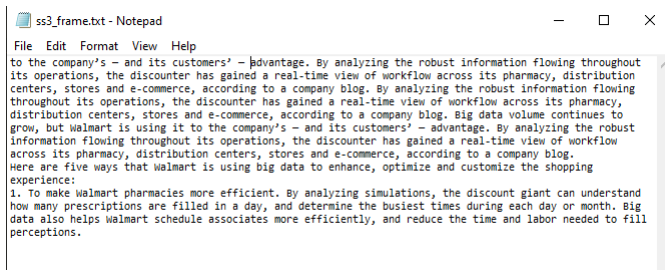 ss3_frame.txt - Notepad
File Edit Format View Help
to the company's – and its customers' – advantage. By analyzing the robust information flowing throughout
its operations, the discounter has gained a real-time view of workflow across its pharmacy, distribution
centers, stores and e-commerce, according to a company blog. By analyzing the robust information flowing
throughout its operations, the discounter has gained a real-time view of workflow across its pharmacy,
distribution centers, stores and e-commerce, according to a company blog. Big data volume continues to
grow, but Walmart is using it to the company's – and its customers' – advantage. By analyzing the robust
information flowing throughout its operations, the discounter has gained a real-time view of workflow
across its pharmacy, distribution centers, stores and e-commerce, according to a company blog.
Here are five ways that Walmart is using big data to enhance, optimize and customize the shopping
experience:
1. To make Walmart pharmacies more efficient. By analyzing simulations, the discount giant can understand
how many prescriptions are filled in a day, and determine the busiest times during each day or month. Big
data also helps Walmart schedule associates more efficiently, and reduce the time and labor needed to fill
perceptions.